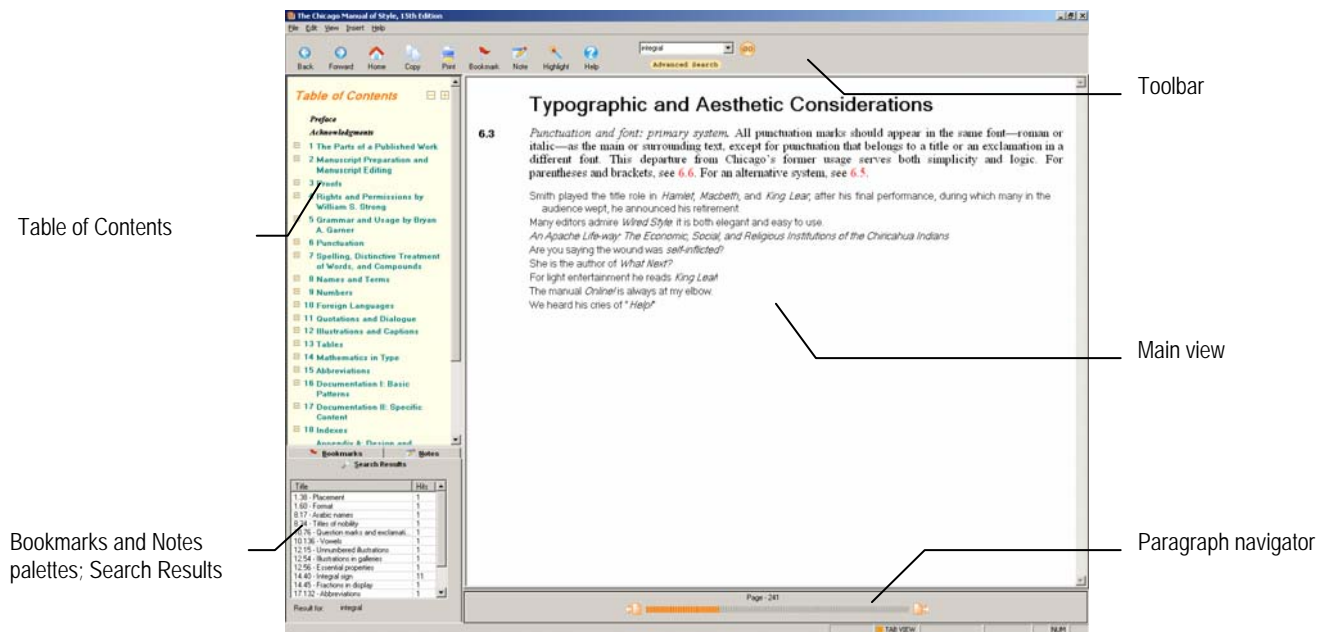 The Chicago Manual of Style, 15th Edition
File Edit View Insert Help
Back Forward Home Copy Print Bookmark Note Highlight Help
integral GO
Advanced Search
Toolbar
Table of Contents
Preface
Acknowledgments
1 The Parts of a Published Work
2 Manuscript Preparation and
Manuscript Editing
3 Proofs
4 Rights and Permissions by
William S. Strong
5 Grammar and Usage by Bryan
A. Garner
6 Punctuation
7 Spelling, Distinctive Treatment
of Words, and Compounds
8 Names and Terms
9 Numbers
10 Foreign Languages
11 Quotations and Dialogue
12 Illustrations and Captions
13 Tables
14 Mathematics in Type
15 Abbreviations
16 Documentation I: Basic
Patterns
17 Documentation II: Specific
Content
18 Indexes
Appendix A: Design and
Table of Contents
Typographic and Aesthetic Considerations
6.3 Punctuation and font: primary system. All punctuation marks should appear in the same font—roman or
italic—as the main or surrounding text, except for punctuation that belongs to a title or an exclamation in a
different font. This departure from Chicago's former usage serves both simplicity and logic. For
parentheses and brackets, see 6.6. For an alternative system, see 6.5.
Smith played the title role in Hamlet, Macbeth, and King Lear; after his final performance, during which many in the
audience wept, he announced his retirement.
Many editors admire Wired Style: it is both elegant and easy to use.
An Apache Life-way: The Economic, Social, and Religious Institutions of the Chiricahua Indians
Are you saying the wound was self-inflicted?
She is the author of What Next?
For light entertainment he reads King Lear!
The manual Online! is always at my elbow.
We heard his cries of "Help!"
Main view
Bookmarks Notes
Search Results
Title Hits
1.38 - Placement 1
1.60 - Format 1
8.17 - Arabic names 1
8.34 - Titles of nobility 1
10.76 - Question marks and exclamati... 1
10.136 - Vowels 1
12.15 - Unnumbered illustrations 1
12.54 - Illustrations in galleries 1
12.56 - Essential properties 1
14.40 - Integral sign 11
14.45 - Fractions in display 1
17.132 - Abbreviations 1
Result for: integral
Bookmarks and Notes
palettes; Search Results
Page - 241
Paragraph navigator
TAB VIEW NUM